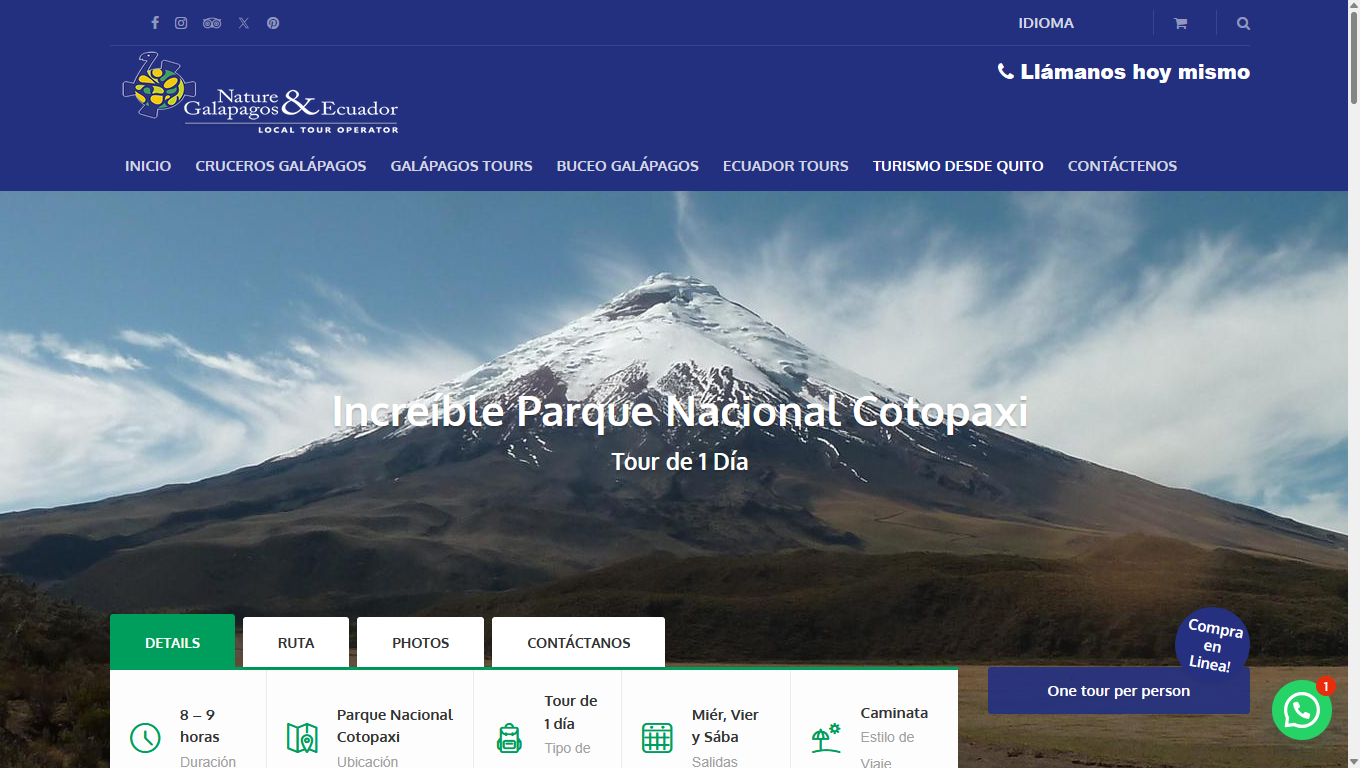 IDIOMA
Llámanos hoy mismo
Nature
Galapagos & Ecuador
LOCAL TOUR OPERATOR
INICIO CRUCEROS GALÁPAGOS GALÁPAGOS TOURS BUCEO GALÁPAGOS ECUADOR TOURS TURISMO DESDE QUITO CONTÁCTENOS
Increíble Parque Nacional Cotopaxi
Tour de 1 Día
DETAILS RUTA PHOTOS CONTÁCTANOS
8 – 9
horas
Duración
Parque Nacional
Cotopaxi
Ubicación
Tour de
1 día
Tipo de
Miér, Vier
y Sába
Salidas
Caminata
Estilo de
Viaje
Compra
en
Linea!
One tour per person
1